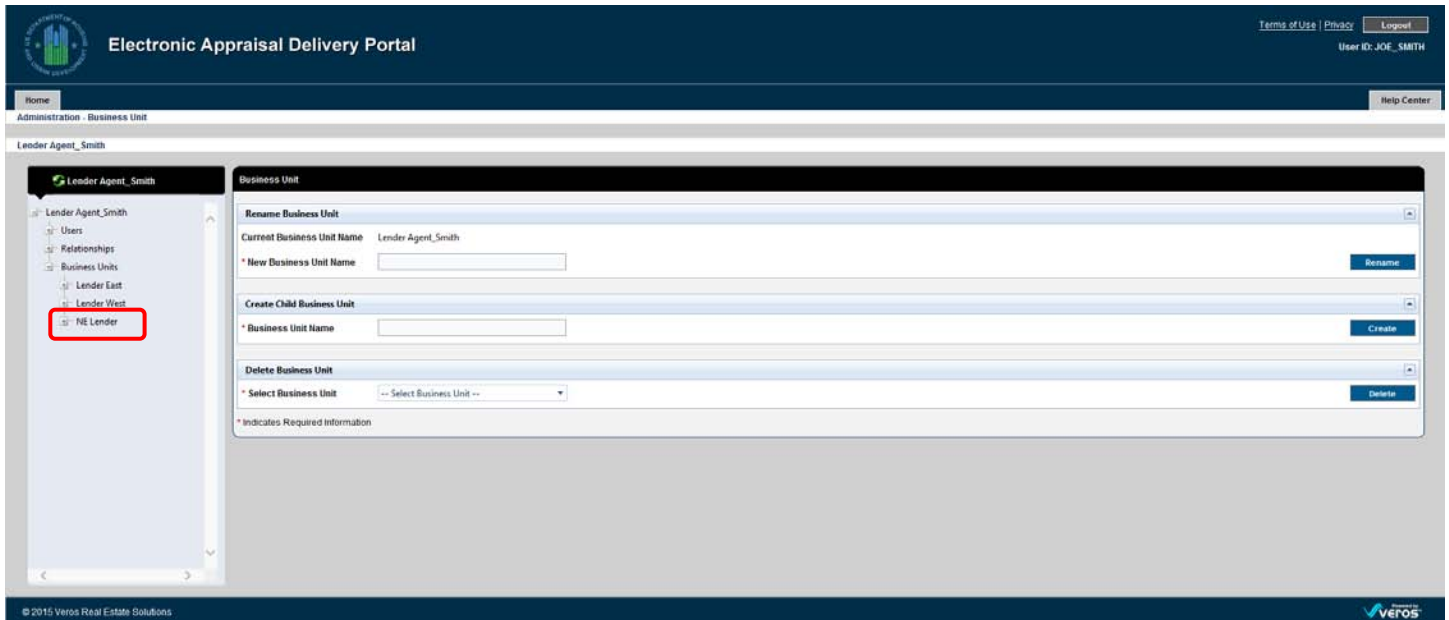 Terms of Use | Privacy Logout
Electronic Appraisal Delivery Portal
User ID: JOE_SMITH
Home
Help Center
Administration › Business Unit
Lender Agent_Smith
Lender Agent_Smith
Business Unit
Lender Agent_Smith
Users
Relationships
Business Units
Lender East
Lender West
NE Lender
Rename Business Unit
Current Business Unit Name Lender Agent_Smith
* New Business Unit Name
Rename
Create Child Business Unit
* Business Unit Name
Create
Delete Business Unit
* Select Business Unit -- Select Business Unit --
Delete
* Indicates Required Information
© 2015 Veros Real Estate Solutions
Powered by
veros